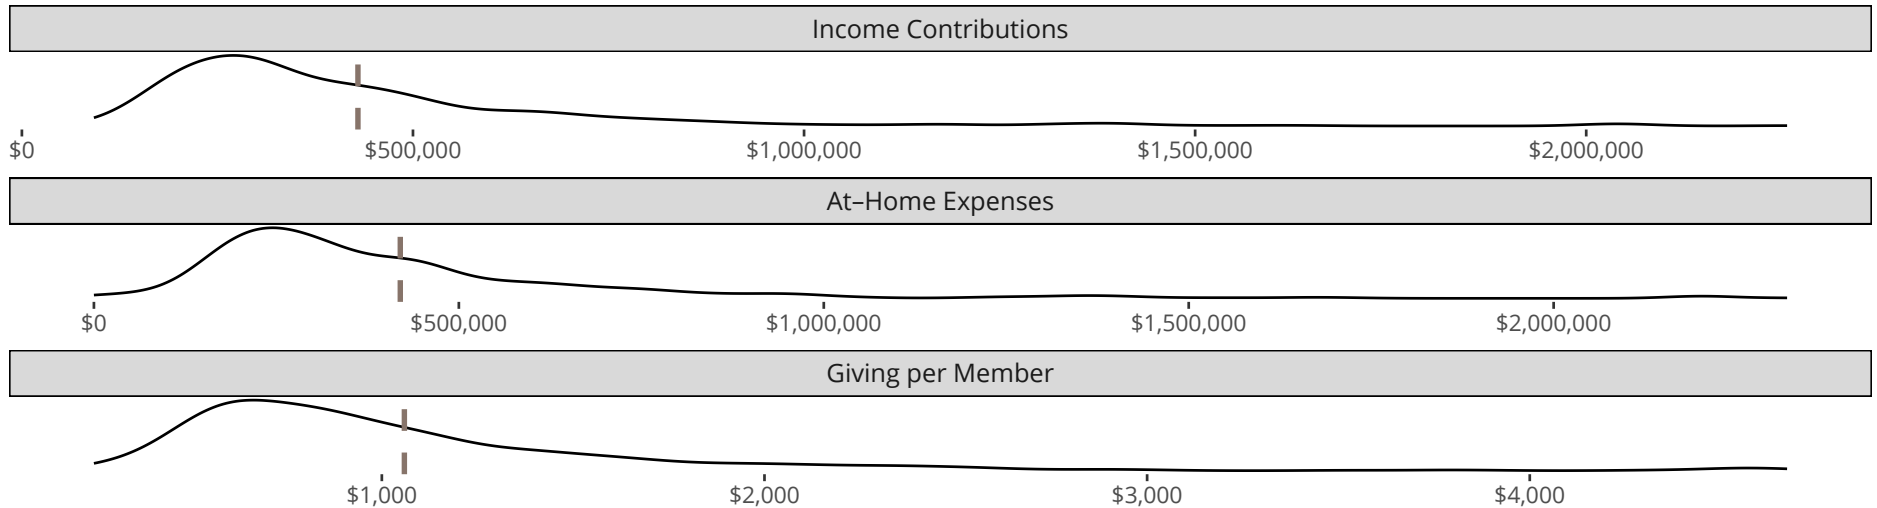 Income Contributions
$0 $500,000 $1,000,000 $1,500,000 $2,000,000
At–Home Expenses
$0 $500,000 $1,000,000 $1,500,000 $2,000,000
Giving per Member
$1,000 $2,000 $3,000 $4,000